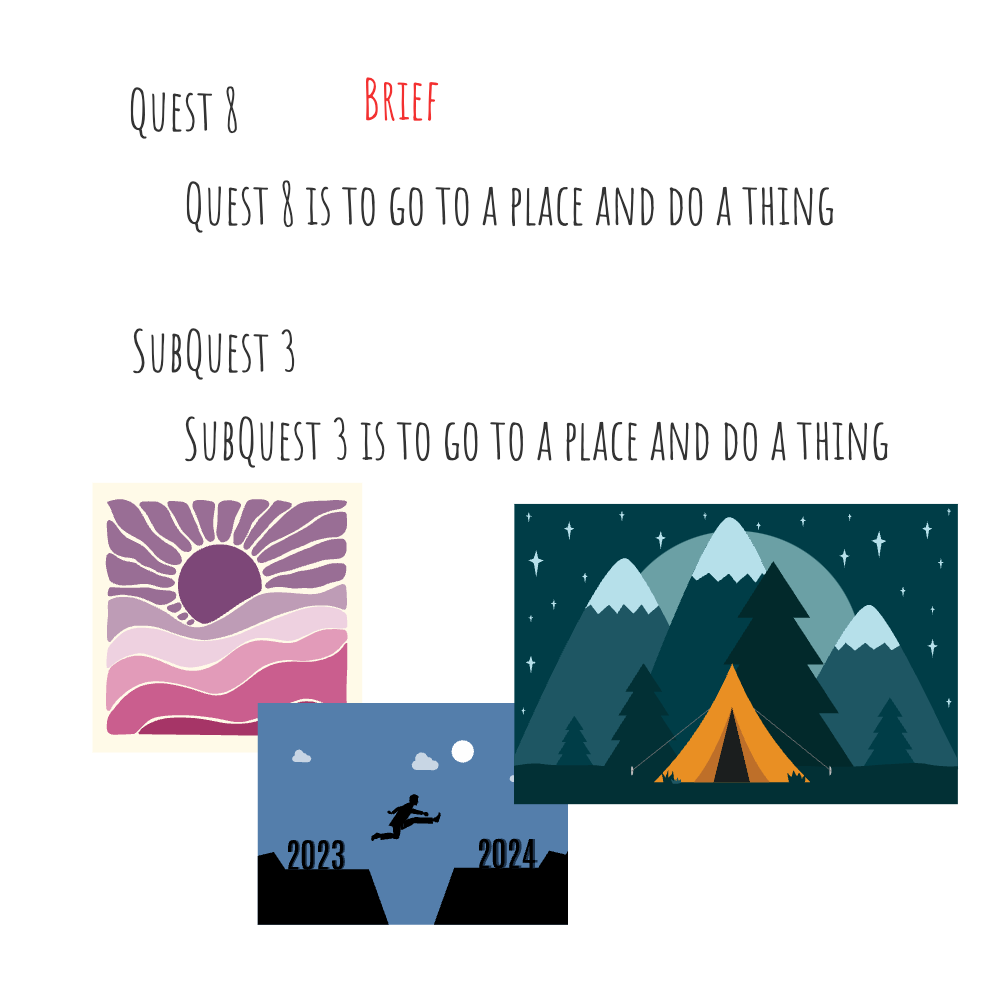 Quest 8
Brief
Quest 8 is to go to a place and do a thing
SubQuest 3
SubQuest 3 is to go to a place and do a thing
2023
2024